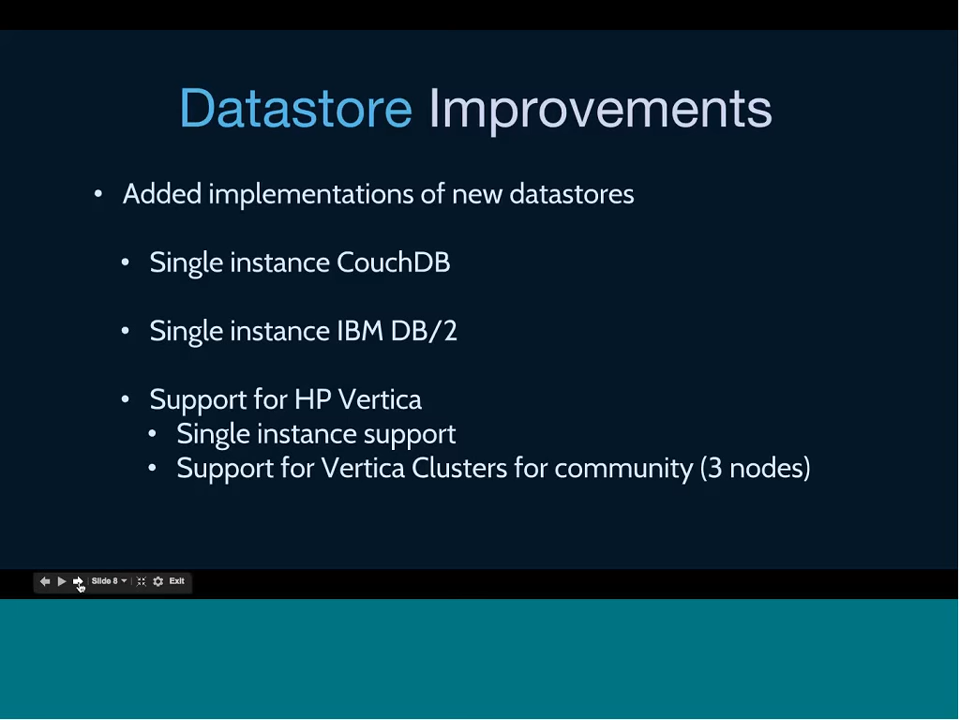 Datastore Improvements
• Added implementations of new datastores
• Single instance CouchDB
• Single instance IBM DB/2
• Support for HP Vertica
• Single instance support
• Support for Vertica Clusters for community (3 nodes)
Slide 8 Exit